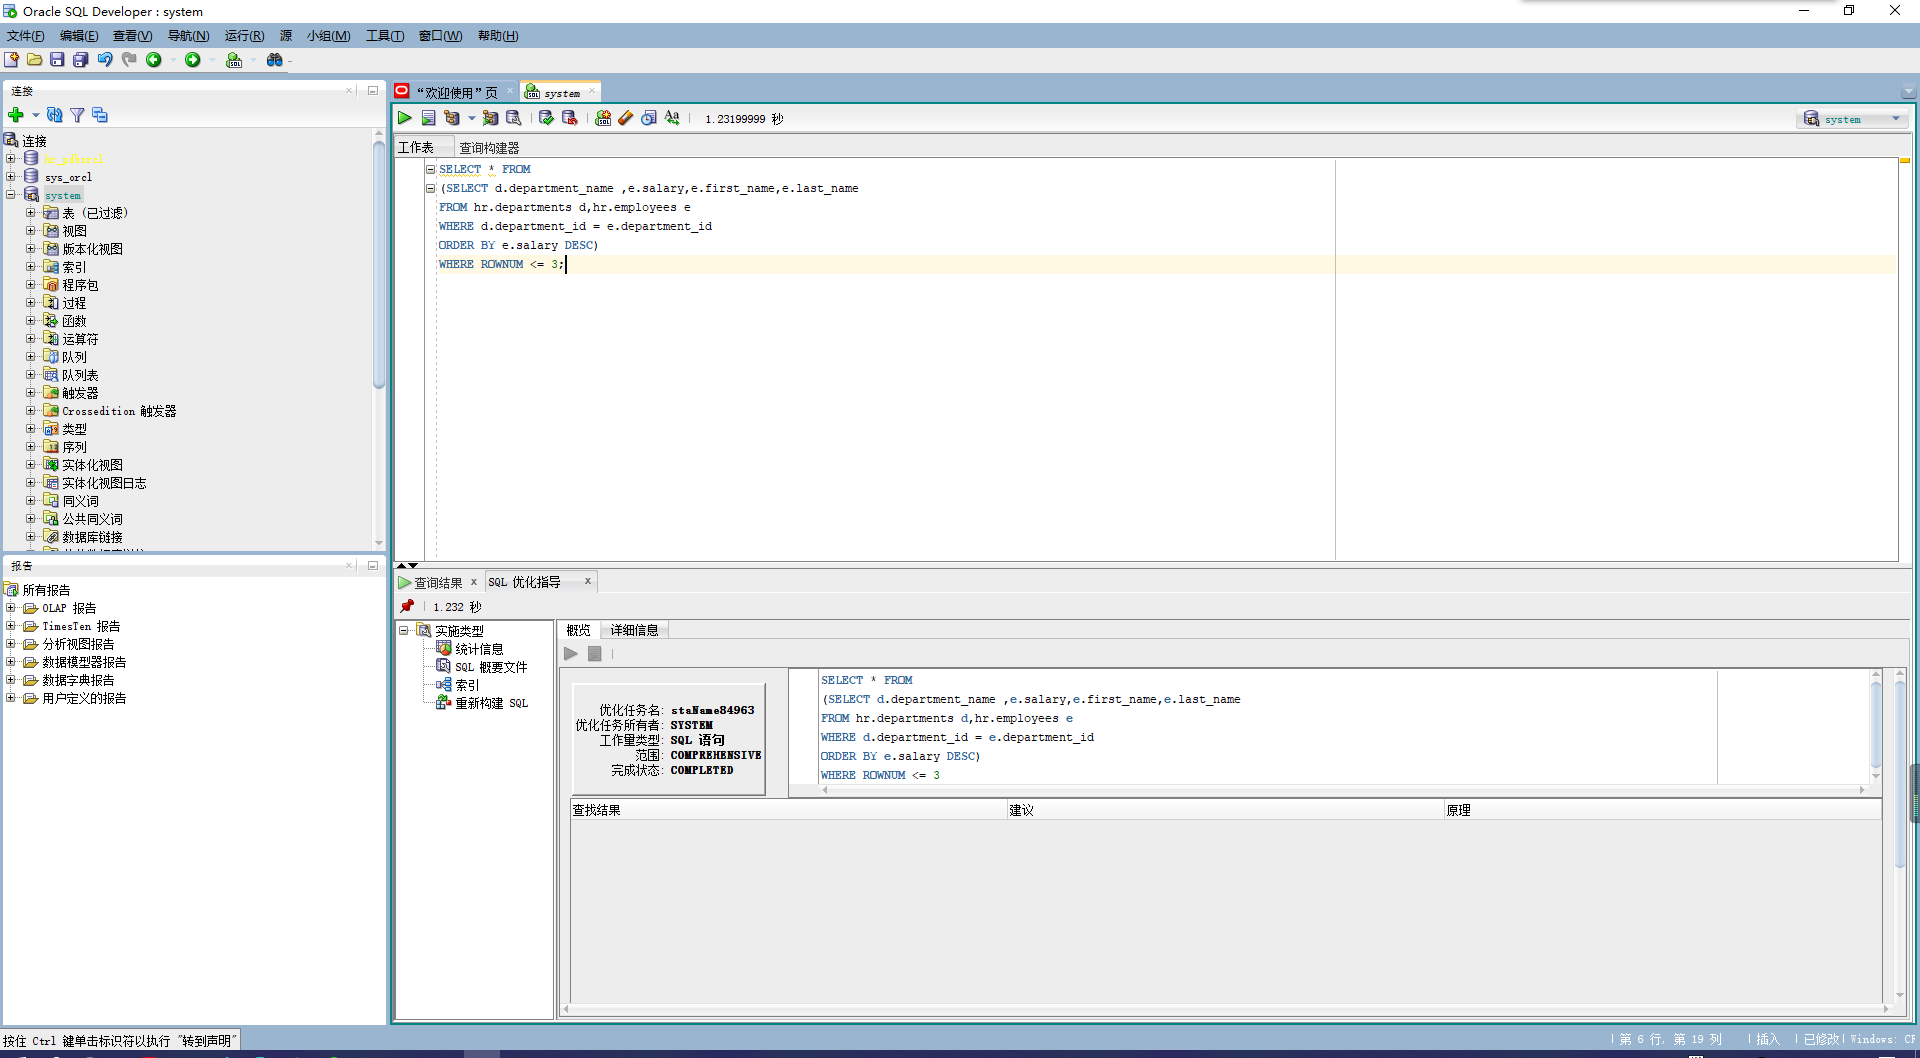 Oracle SQL Developer : system
文件(F) 编辑(E) 查看(V) 导航(N) 运行(R) 源 小组(M) 工具(T) 窗口(W) 帮助(H)
连接
连接
sys_orcl
system
表 (已过滤)
视图
版本化视图
索引
程序包
过程
函数
运算符
队列
队列表
触发器
Crossedition 触发器
类型
序列
实体化视图
实体化视图日志
同义词
公共同义词
数据库链接
报告
所有报告
OLAP 报告
TimesTen 报告
分析视图报告
数据模型器报告
数据字典报告
用户定义的报告
“欢迎使用”页 system
1.23199999 秒
system
工作表 查询构建器
SELECT * FROM
(SELECT d.department_name ,e.salary,e.first_name,e.last_name
FROM hr.departments d,hr.employees e
WHERE d.department_id = e.department_id
ORDER BY e.salary DESC)
WHERE ROWNUM <= 3;
查询结果 x SQL 优化指导 x
1.232 秒
实施类型
统计信息
SQL 概要文件
索引
重新构建 SQL
概览 详细信息
优化任务名: staName84963
优化任务所有者: SYSTEM
工作量类型: SQL 语句
范围: COMPREHENSIVE
完成状态: COMPLETED
SELECT * FROM
(SELECT d.department_name ,e.salary,e.first_name,e.last_name
FROM hr.departments d,hr.employees e
WHERE d.department_id = e.department_id
ORDER BY e.salary DESC)
WHERE ROWNUM <= 3
查找结果 建议 原理
按住 Ctrl 键单击标识符以执行 "转到声明"
第 6 行, 第 19 列 插入 已修改 Windows: CF